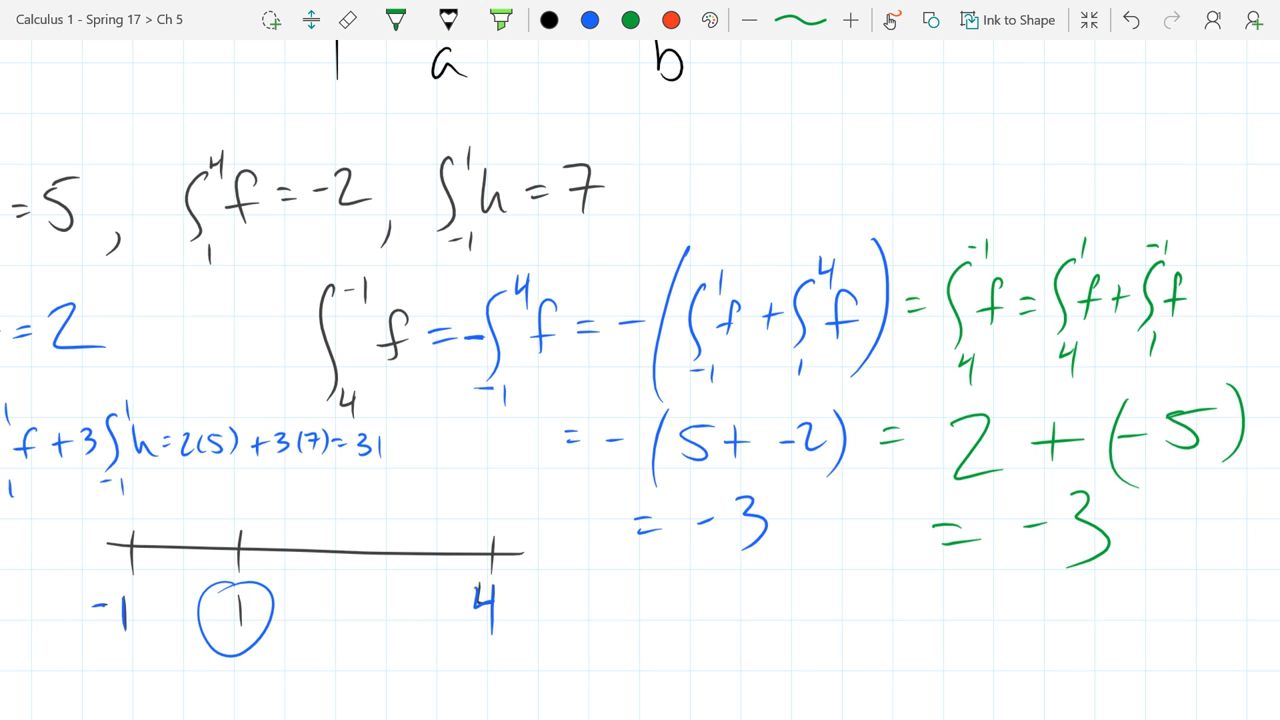 Calculus 1 - Spring 17 > Ch 5
Ink to Shape
a b
= 5, ∫₁⁴ f = -2, ∫₋₁¹ h = 7
= 2
∫₄⁻¹ f = -∫₋₁⁴ f = -(∫₋₁¹ f + ∫₁⁴ f) = ∫₄⁻¹ f = ∫₄¹ f + ∫₁⁻¹ f
¹₁ f + 3∫₋₁¹ h = 2(5) + 3(7) = 31
= -(5 + -2) = 2 + (-5)
= -3 = -3
-1 1 4